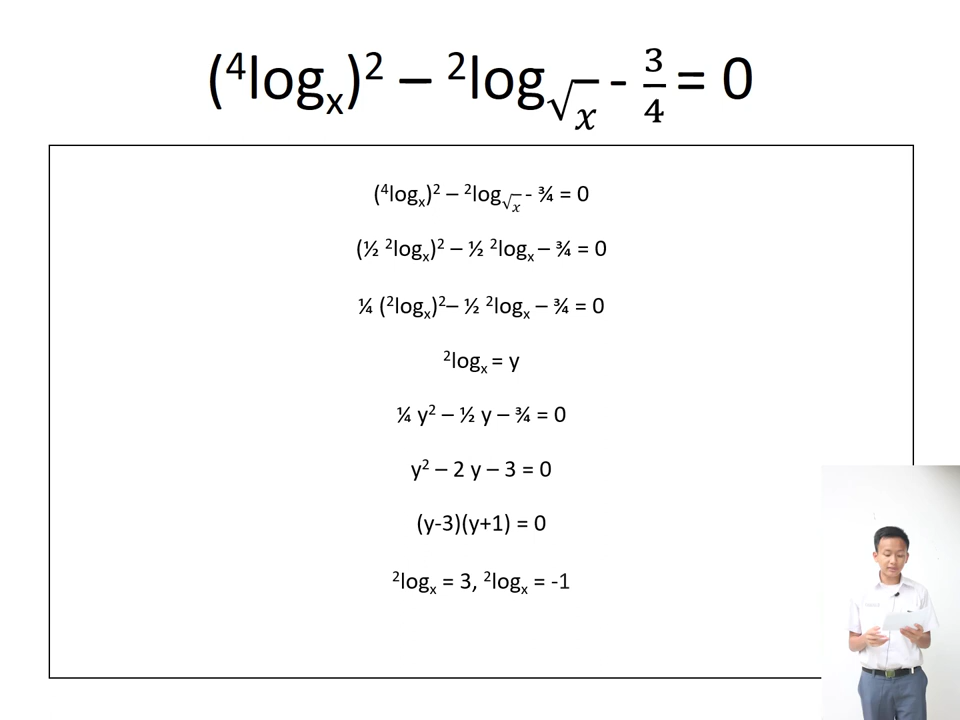 (⁴logₓ)² – ²log√x - 3/4 = 0
(⁴logₓ)² – ²log√x - ¾ = 0
(½ ²logₓ)² – ½ ²logₓ – ¾ = 0
¼ (²logₓ)²– ½ ²logₓ – ¾ = 0
²logₓ = y
¼ y² – ½ y – ¾ = 0
y² – 2 y – 3 = 0
(y-3)(y+1) = 0
²logₓ = 3, ²logₓ = -1